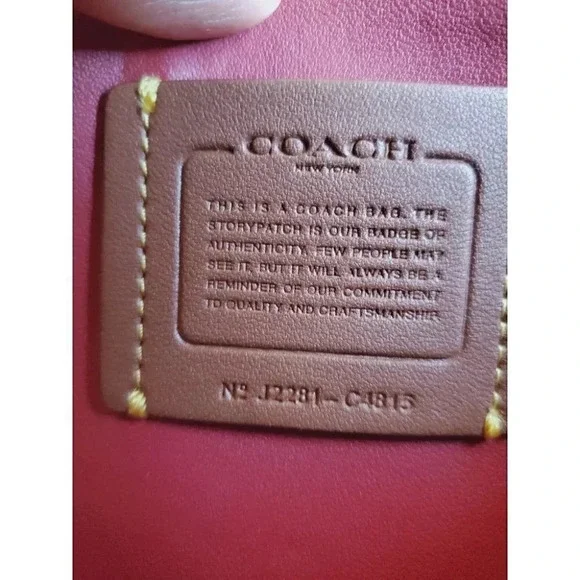 COACH
NEW YORK
THIS IS A COACH BAG. THE
STORYPATCH IS OUR BADGE OF
AUTHENTICITY. FEW PEOPLE MAY
SEE IT, BUT IT WILL ALWAYS BE A
REMINDER OF OUR COMMITMENT
TO QUALITY AND CRAFTSMANSHIP.
Nº J2281-C4815